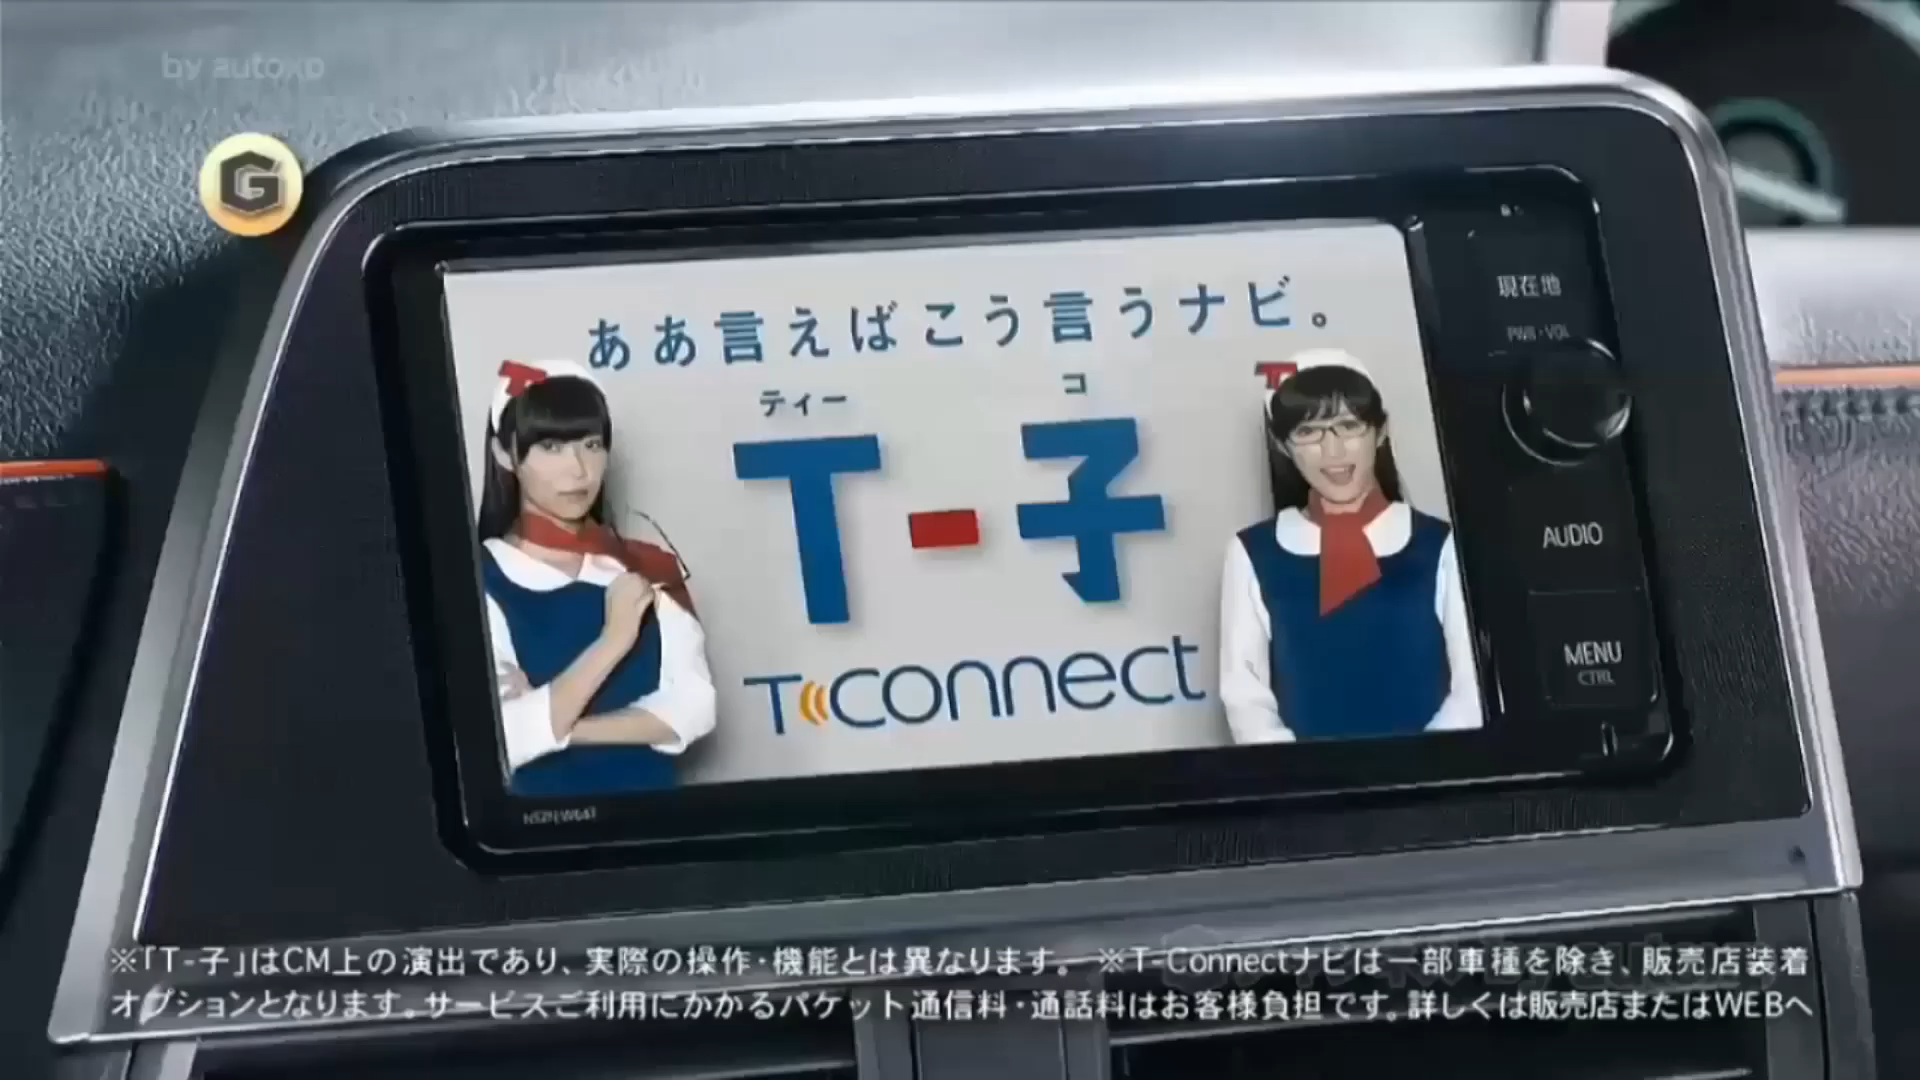 by autoxp
G
現在地
PWR・VOL
ああ言えばこう言うナビ。
ティー コ
T-子
AUDIO
T connect
MENU
CTRL
※「T-子」はCM上の演出であり、実際の操作・機能とは異なります。 ※T-Connectナビは一部車種を除き、販売店装着
オプションとなります。サービスご利用にかかるパケット通信料・通話料はお客様負担です。詳しくは販売店またはWEBへ